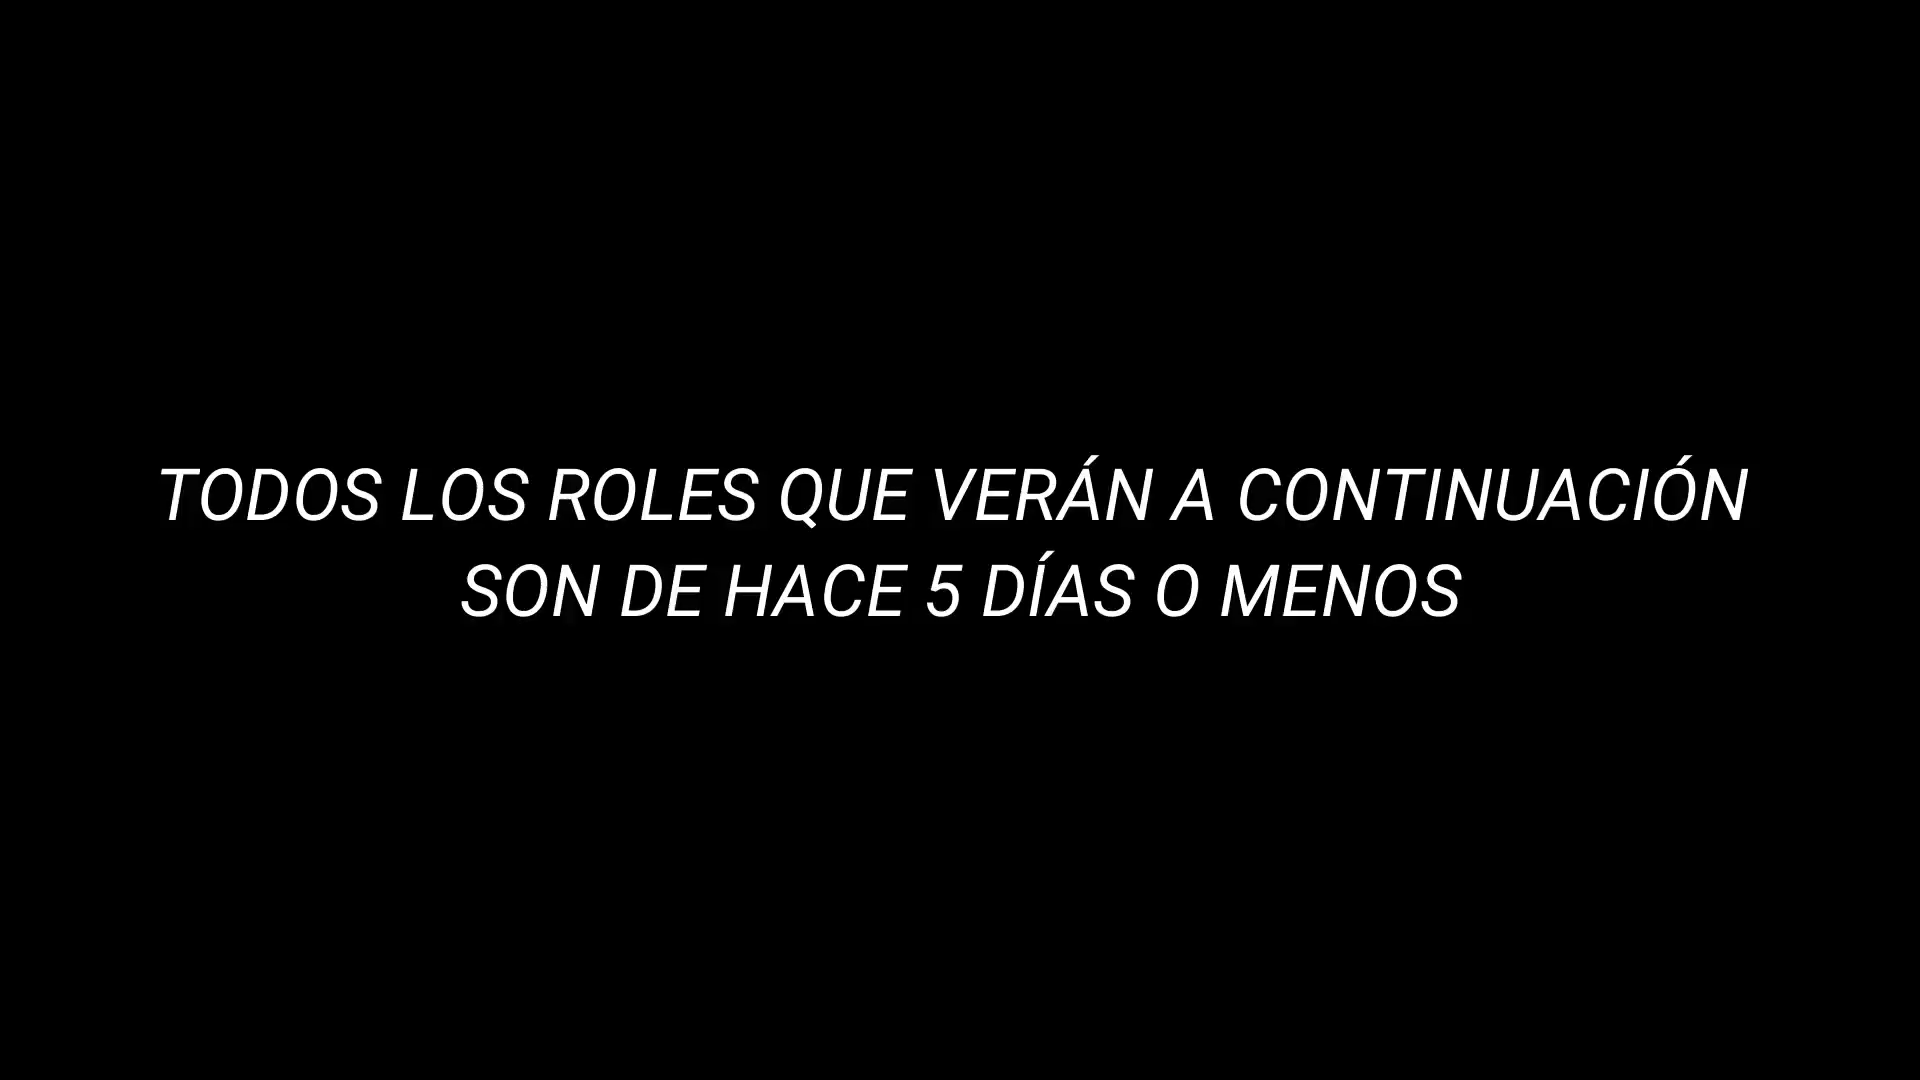 TODOS LOS ROLES QUE VERÁN A CONTINUACIÓN
SON DE HACE 5 DÍAS O MENOS